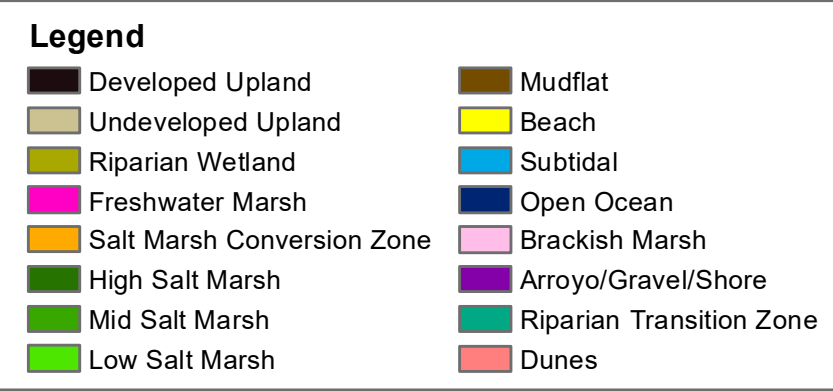 Legend
Developed Upland
Undeveloped Upland
Riparian Wetland
Freshwater Marsh
Salt Marsh Conversion Zone
High Salt Marsh
Mid Salt Marsh
Low Salt Marsh
Mudflat
Beach
Subtidal
Open Ocean
Brackish Marsh
Arroyo/Gravel/Shore
Riparian Transition Zone
Dunes